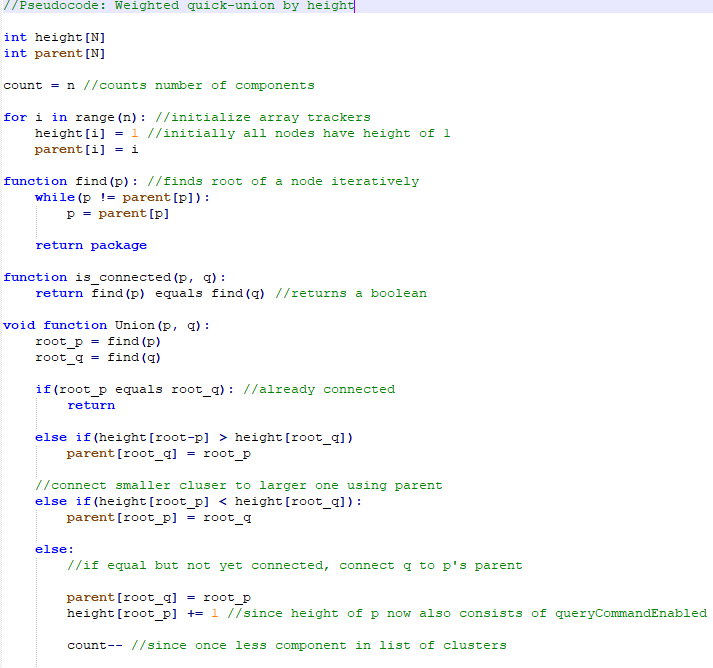 //Pseudocode: Weighted quick-union by height
int height[N]
int parent[N]
count = n //counts number of components
for i in range(n): //initialize array trackers
height[i] = 1 //initially all nodes have height of 1
parent[i] = i
function find(p): //finds root of a node iteratively
while(p != parent[p]):
p = parent[p]
return package
function is_connected(p, q):
return find(p) equals find(q) //returns a boolean
void function Union(p, q):
root_p = find(p)
root_q = find(q)
if(root_p equals root_q): //already connected
return
else if(height[root-p] > height[root_q])
parent[root_q] = root_p
//connect smaller cluser to larger one using parent
else if(height[root_p] < height[root_q]):
parent[root_p] = root_q
else:
//if equal but not yet connected, connect q to p's parent
parent[root_q] = root_p
height[root_p] += 1 //since height of p now also consists of queryCommandEnabled
count-- //since once less component in list of clusters